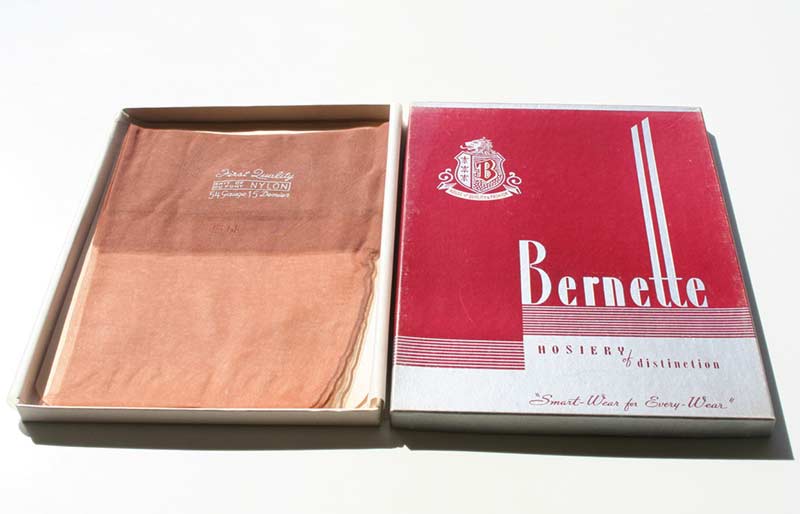 First Quality
NYLON
54 Gauge 15 Denier
B
Bernette
HOSIERY of distinction
"Smart-Wear for Every-Wear"